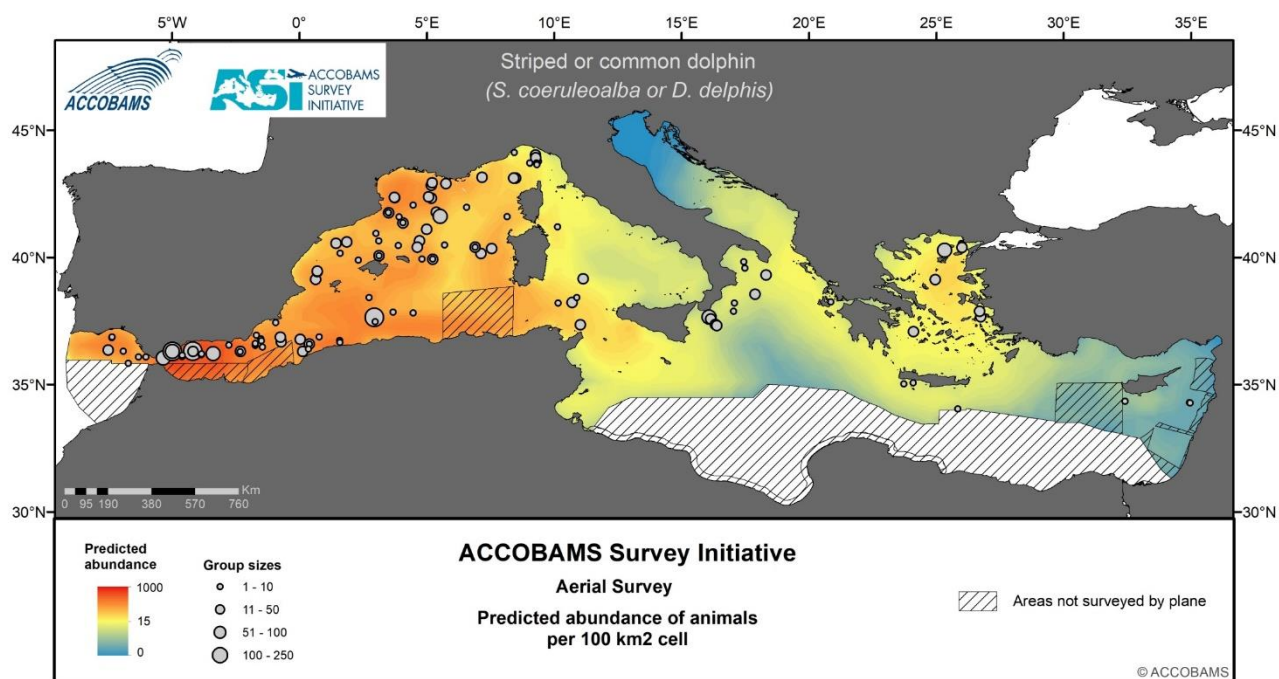 5°W 0° 5°E 10°E 15°E 20°E 25°E 30°E 35°E
ACCOBAMS
ASI ACCOBAMS
SURVEY
INITIATIVE
Striped or common dolphin
(S. coeruleoalba or D. delphis)
45°N 45°N
40°N 40°N
35°N 35°N
30°N 30°N
Km
0 95 190 380 570 760
Predicted
abundance
1000
15
0
Group sizes
1 - 10
11 - 50
51 - 100
100 - 250
ACCOBAMS Survey Initiative
Aerial Survey
Predicted abundance of animals
per 100 km2 cell
Areas not surveyed by plane
© ACCOBAMS